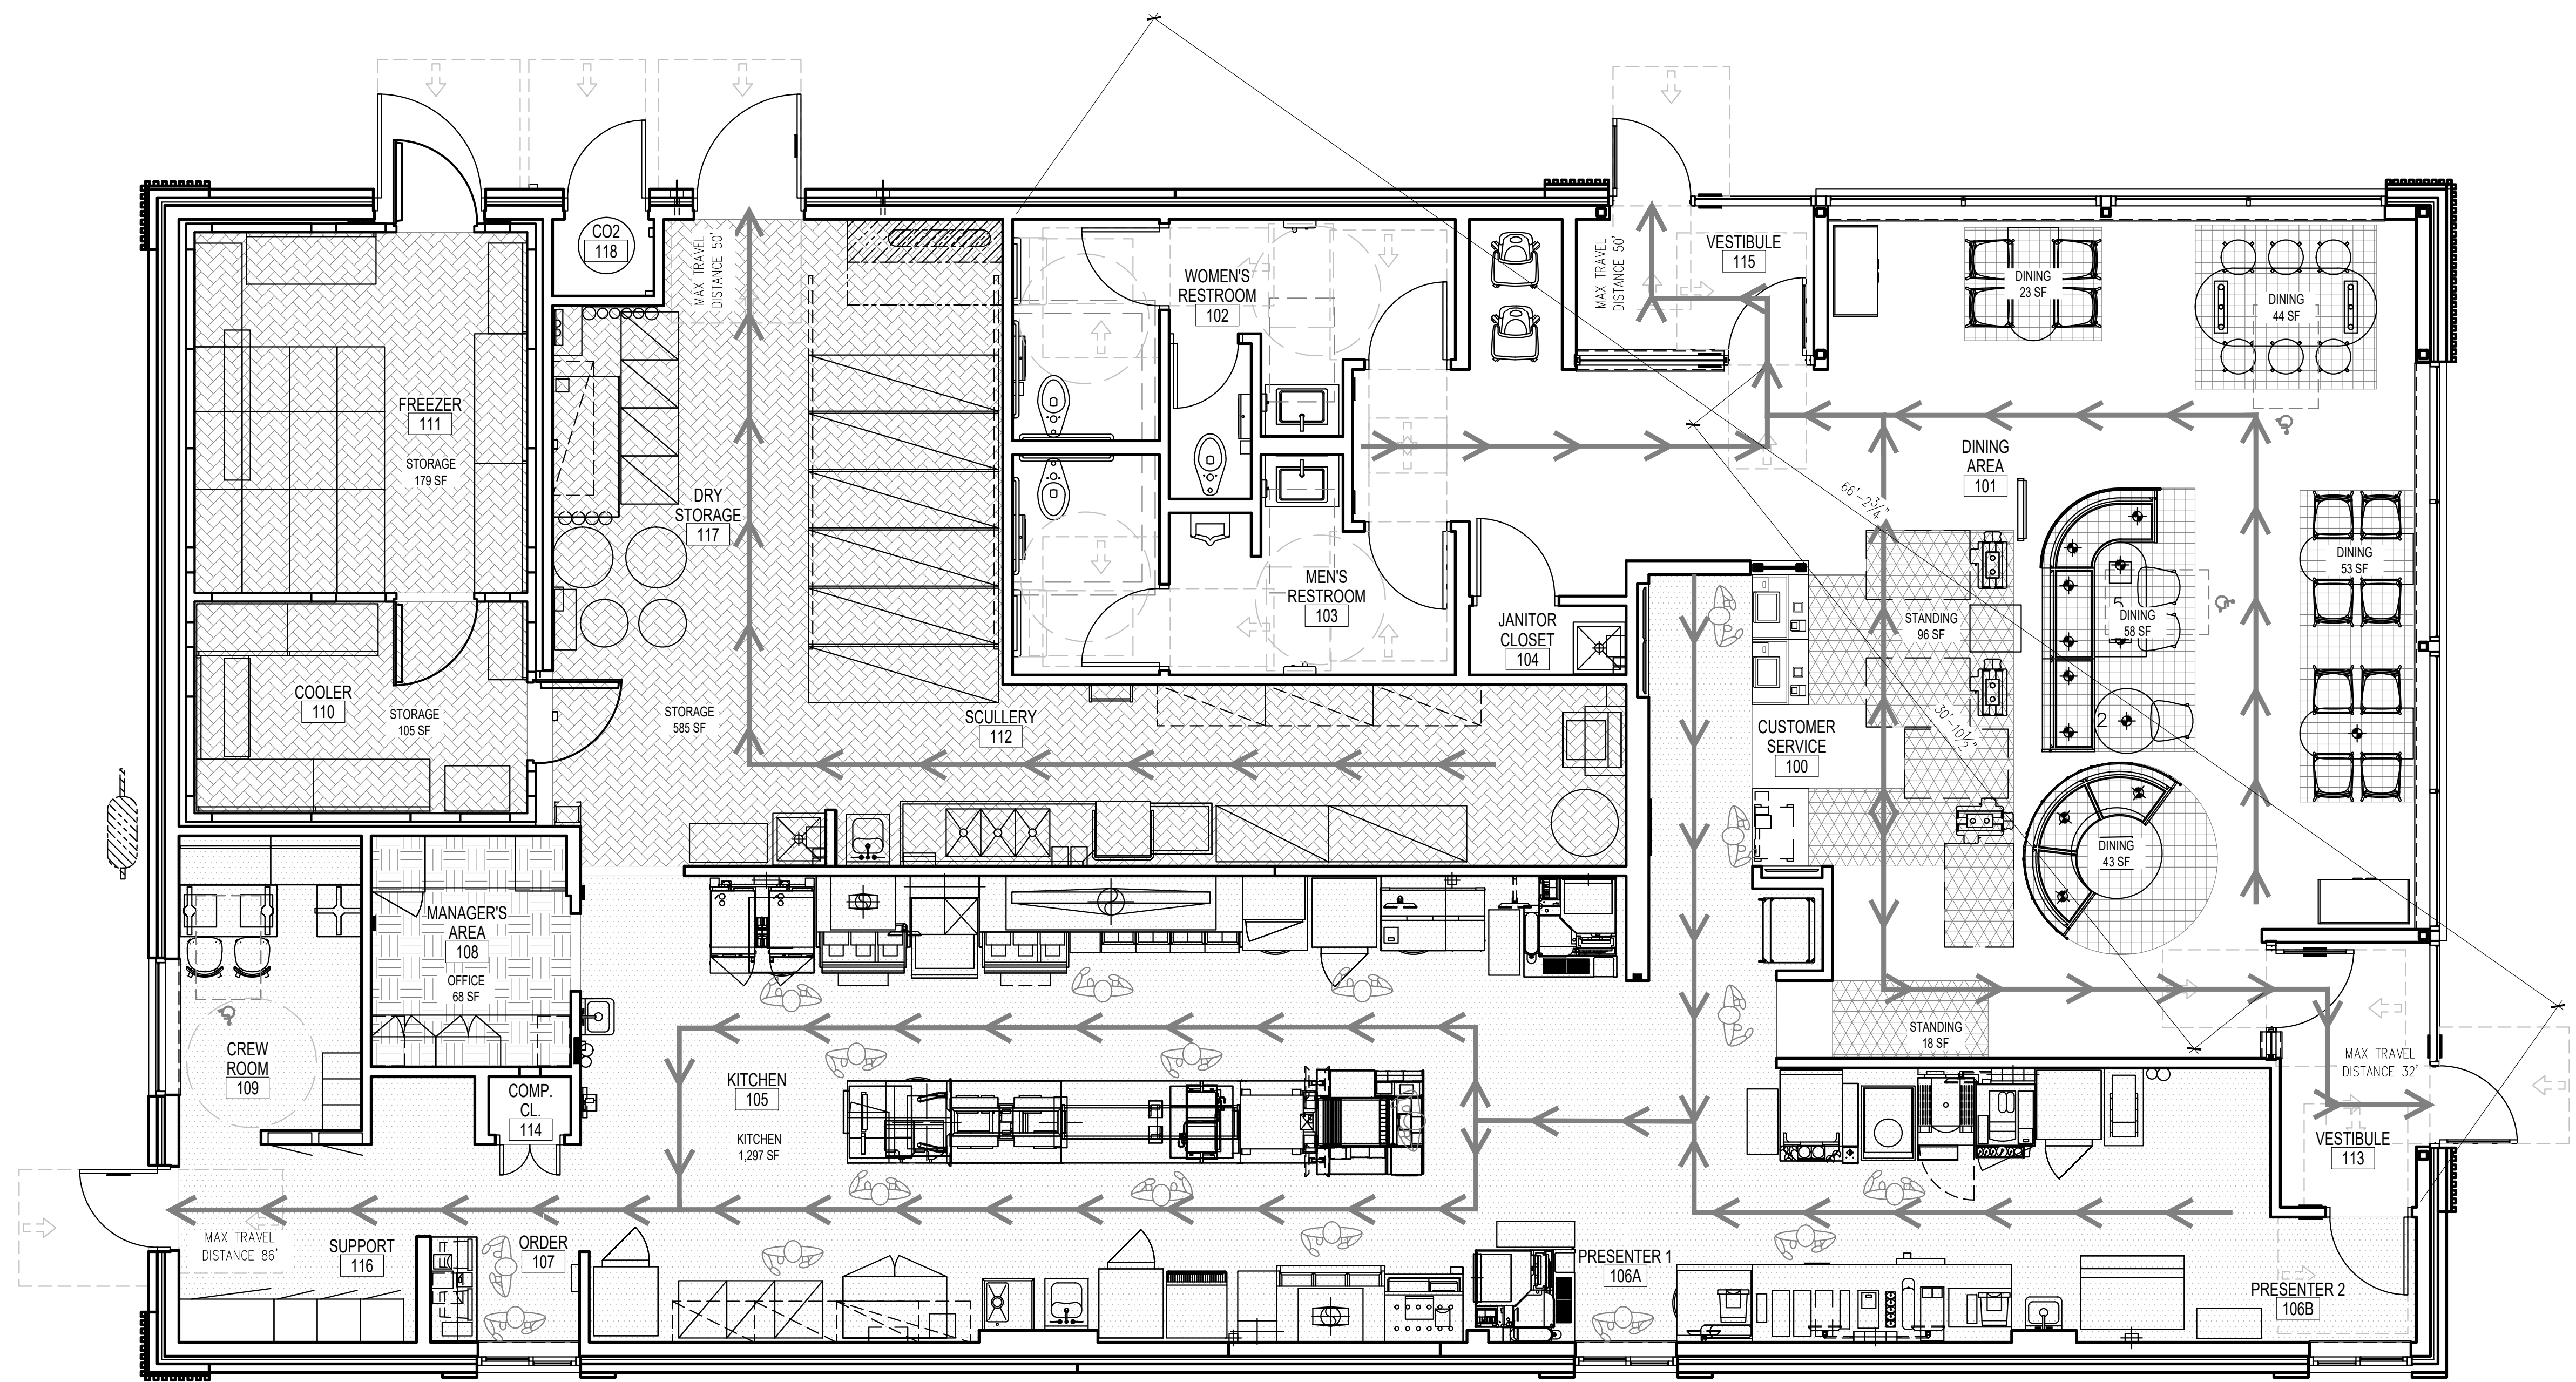 CO2
118
MAX TRAVEL
DISTANCE 50'
WOMEN'S
RESTROOM
102
MAX TRAVEL
DISTANCE 50'
VESTIBULE
115
DINING
23 SF
DINING
44 SF
FREEZER
111
STORAGE
179 SF
DRY
STORAGE
117
DINING
AREA
101
66'-2 3/4"
DINING
53 SF
MEN'S
RESTROOM
103
JANITOR
CLOSET
104
STANDING
96 SF
5
DINING
58 SF
COOLER
110
STORAGE
105 SF
STORAGE
585 SF
SCULLERY
112
CUSTOMER
SERVICE
100
30'-10 1/2"
2
DINING
43 SF
MANAGER'S
AREA
108
OFFICE
68 SF
CREW
ROOM
109
COMP.
CL.
114
KITCHEN
105
KITCHEN
1,297 SF
STANDING
18 SF
MAX TRAVEL
DISTANCE 32'
VESTIBULE
113
MAX TRAVEL
DISTANCE 86'
SUPPORT
116
ORDER
107
PRESENTER 1
106A
PRESENTER 2
106B